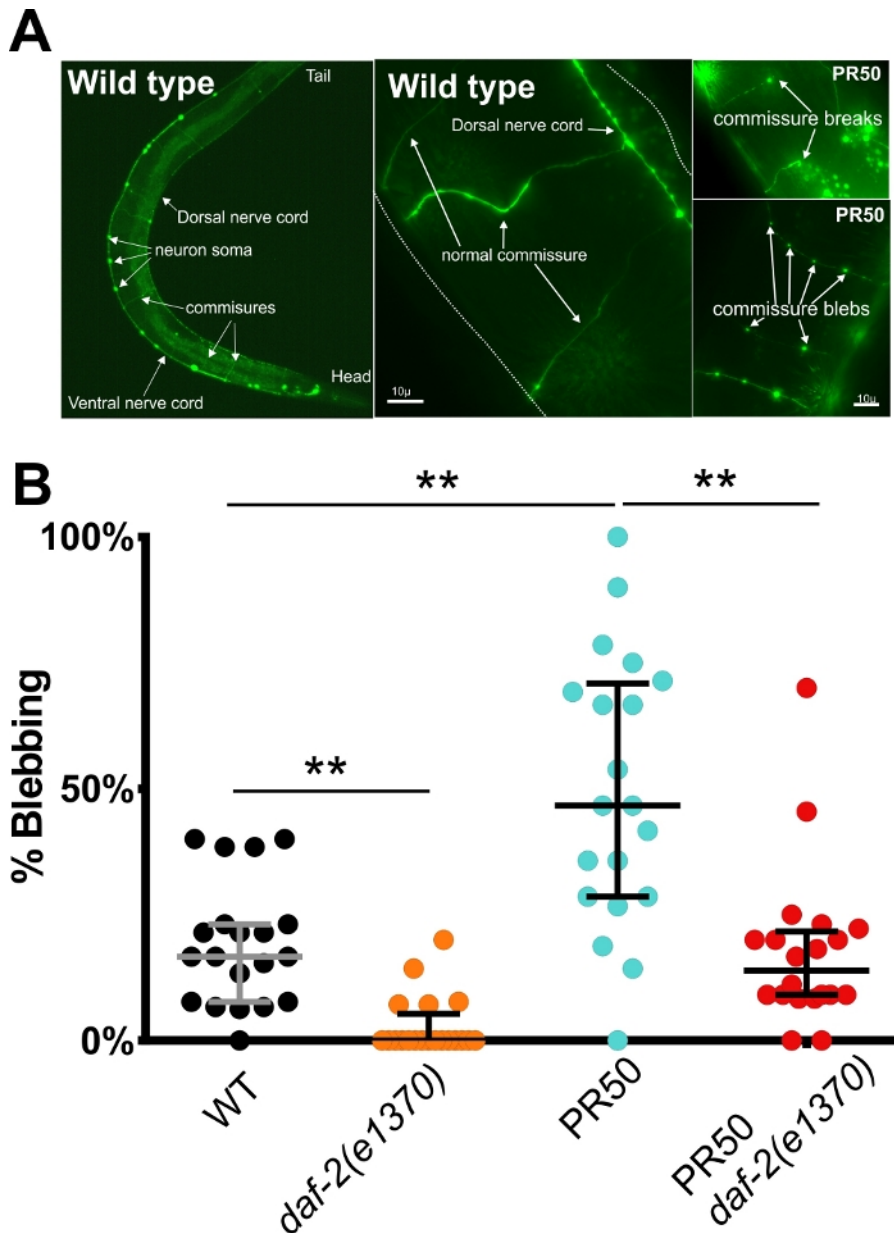 A
Wild type
Tail
Dorsal nerve cord
neuron soma
commisures
Head
Ventral nerve cord
Wild type
Dorsal nerve cord
normal commissure
10µ
PR50
commissure breaks
PR50
commissure blebs
10µ
B
% Blebbing
100%
50%
0%
**
**
**
WT
daf-2(e1370)
PR50
PR50
daf-2(e1370)